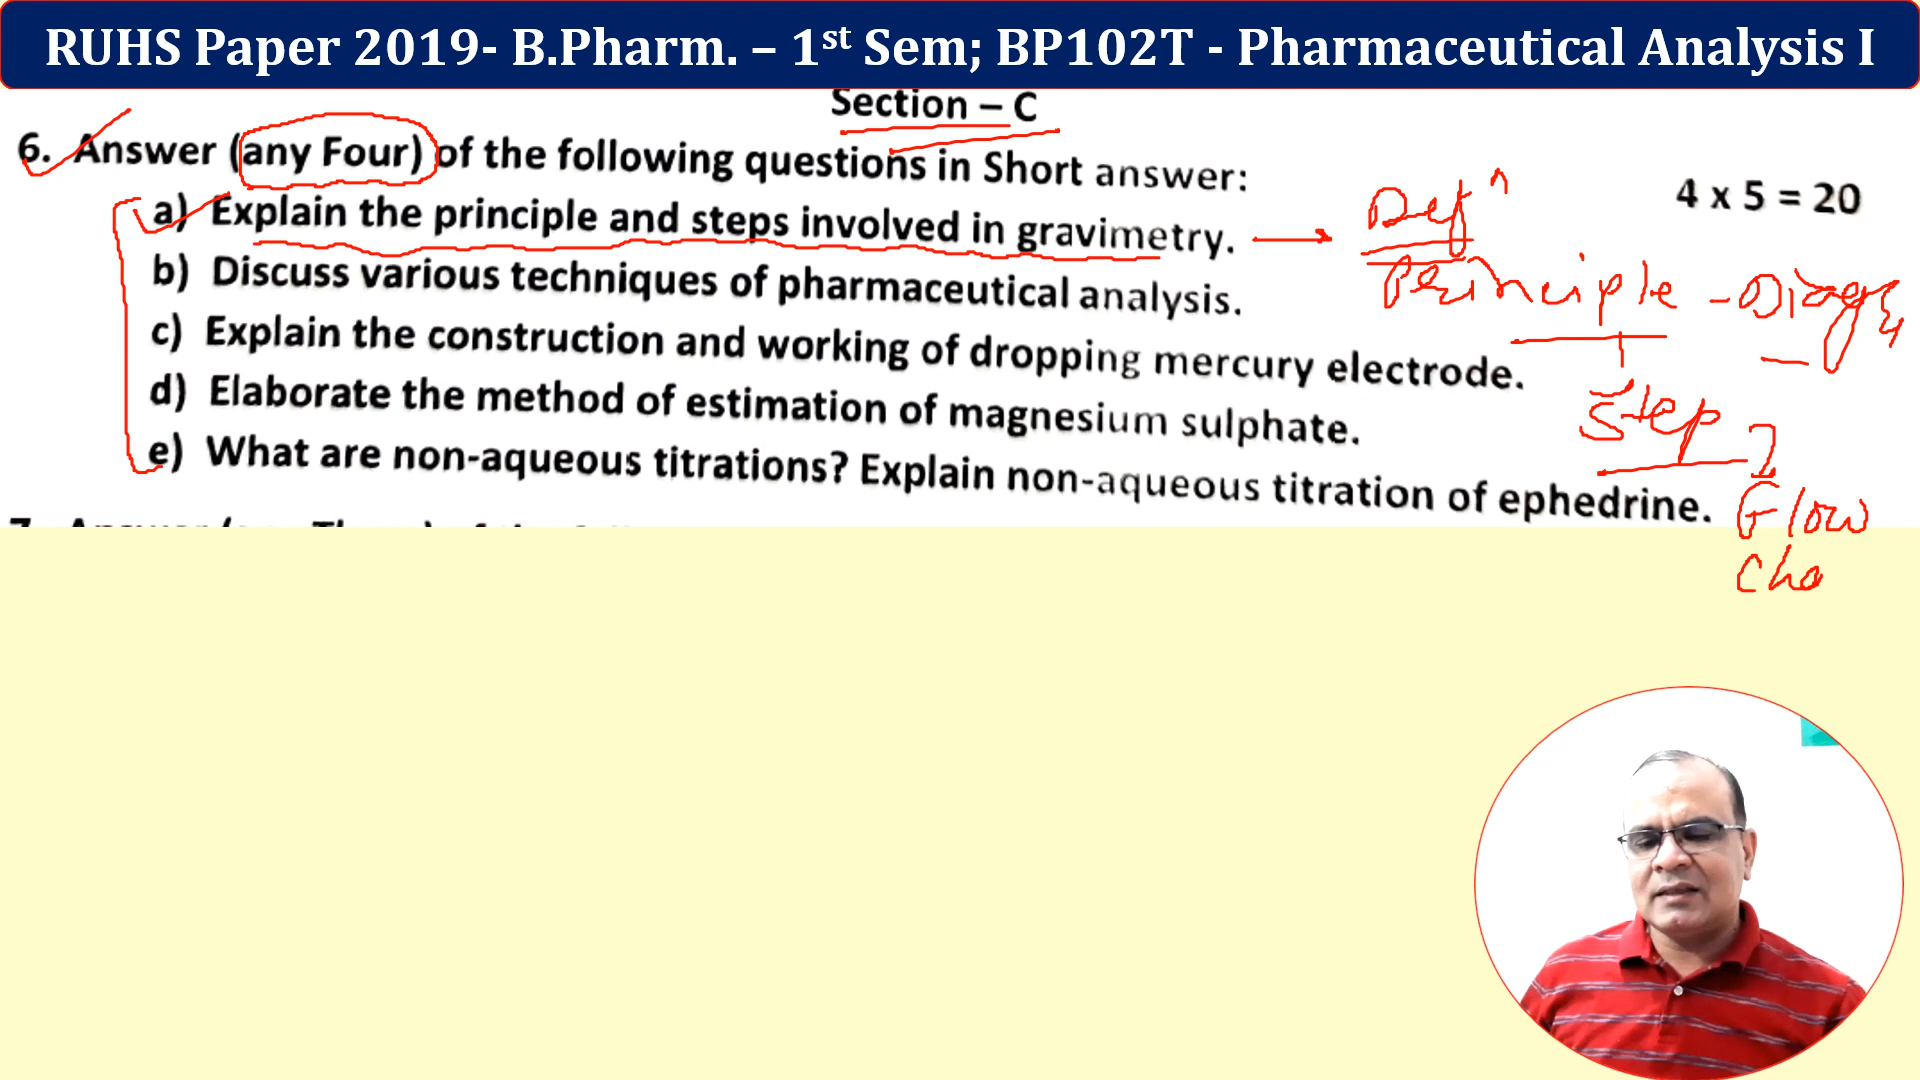 RUHS Paper 2019- B.Pharm. – 1st Sem; BP102T - Pharmaceutical Analysis I
Section – C
6. Answer (any Four) of the following questions in Short answer:
4 x 5 = 20
a) Explain the principle and steps involved in gravimetry.
b) Discuss various techniques of pharmaceutical analysis.
c) Explain the construction and working of dropping mercury electrode.
d) Elaborate the method of estimation of magnesium sulphate.
e) What are non-aqueous titrations? Explain non-aqueous titration of ephedrine.
Defn
Principle -
Step
Flow
Cha